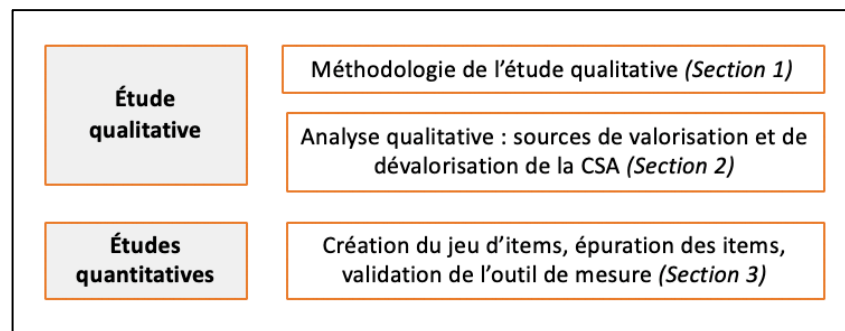 Étude
qualitative
Méthodologie de l’étude qualitative (Section 1)
Analyse qualitative : sources de valorisation et de
dévalorisation de la CSA (Section 2)
Études
quantitatives
Création du jeu d’items, épuration des items,
validation de l’outil de mesure (Section 3)